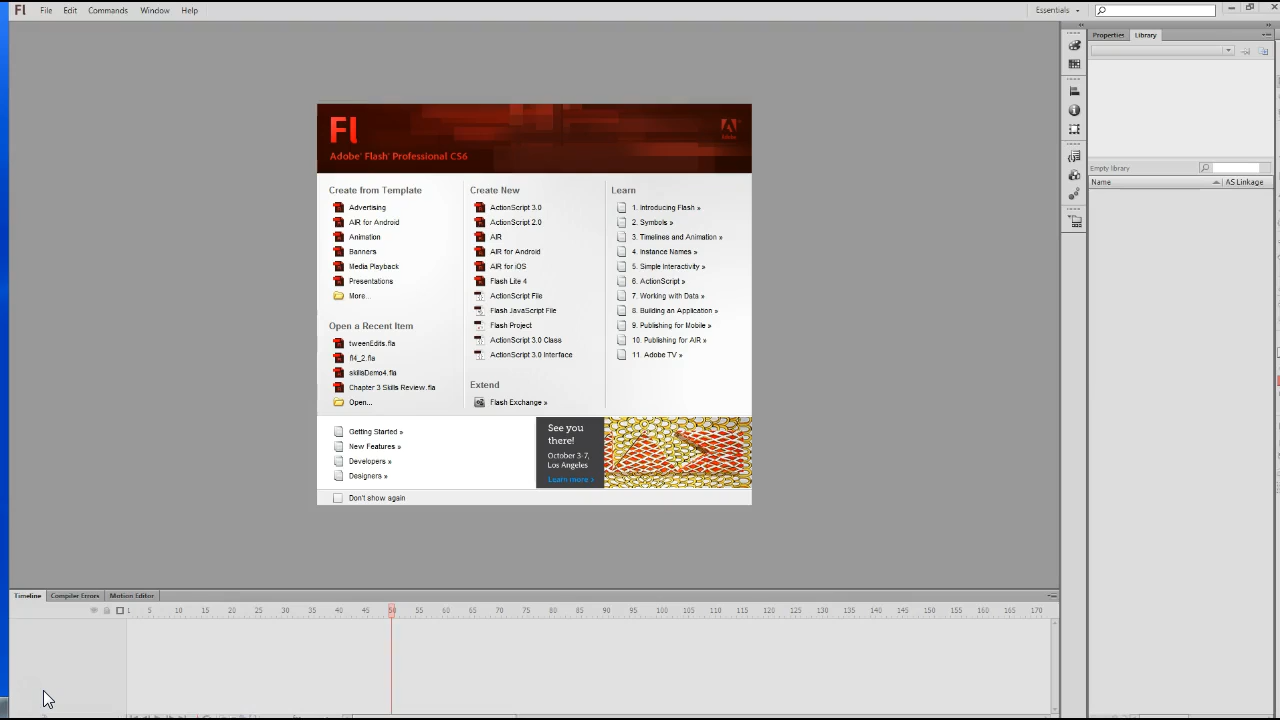 Fl File Edit Commands Window Help Essentials
Properties Library
Empty library
Name AS Linkage
Fl
Adobe® Flash® Professional CS6
Adobe
Create from Template
Advertising
AIR for Android
Animation
Banners
Media Playback
Presentations
More...
Open a Recent Item
tweenEdits.fla
fl4_2.fla
skillsDemo4.fla
Chapter 3 Skills Review.fla
Open...
Create New
ActionScript 3.0
ActionScript 2.0
AIR
AIR for Android
AIR for iOS
Flash Lite 4
ActionScript File
Flash JavaScript File
Flash Project
ActionScript 3.0 Class
ActionScript 3.0 Interface
Extend
Flash Exchange »
Learn
1. Introducing Flash »
2. Symbols »
3. Timelines and Animation »
4. Instance Names »
5. Simple Interactivity »
6. ActionScript »
7. Working with Data »
8. Building an Application »
9. Publishing for Mobile »
10. Publishing for AIR »
11. Adobe TV »
Getting Started »
New Features »
Developers »
Designers »
See you
there!
October 3-7,
Los Angeles
Learn more ›
Don't show again
Timeline Compiler Errors Motion Editor
1 5 10 15 20 25 30 35 40 45 50 55 60 65 70 75 80 85 90 95 100 105 110 115 120 125 130 135 140 145 150 155 160 165 170